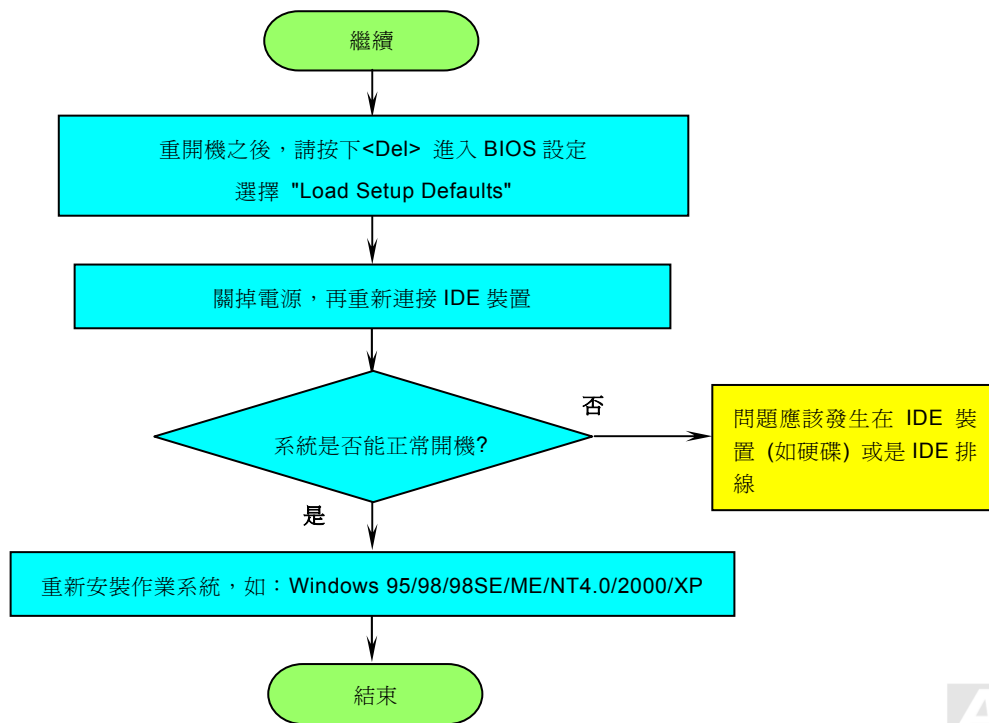 繼續
重開機之後，請按下<Del> 進入 BIOS 設定
選擇 "Load Setup Defaults"
關掉電源，再重新連接 IDE 裝置
系統是否能正常開機?
否
問題應該發生在 IDE 裝
置 (如硬碟) 或是 IDE 排
線
是
重新安裝作業系統，如：Windows 95/98/98SE/ME/NT4.0/2000/XP
結束